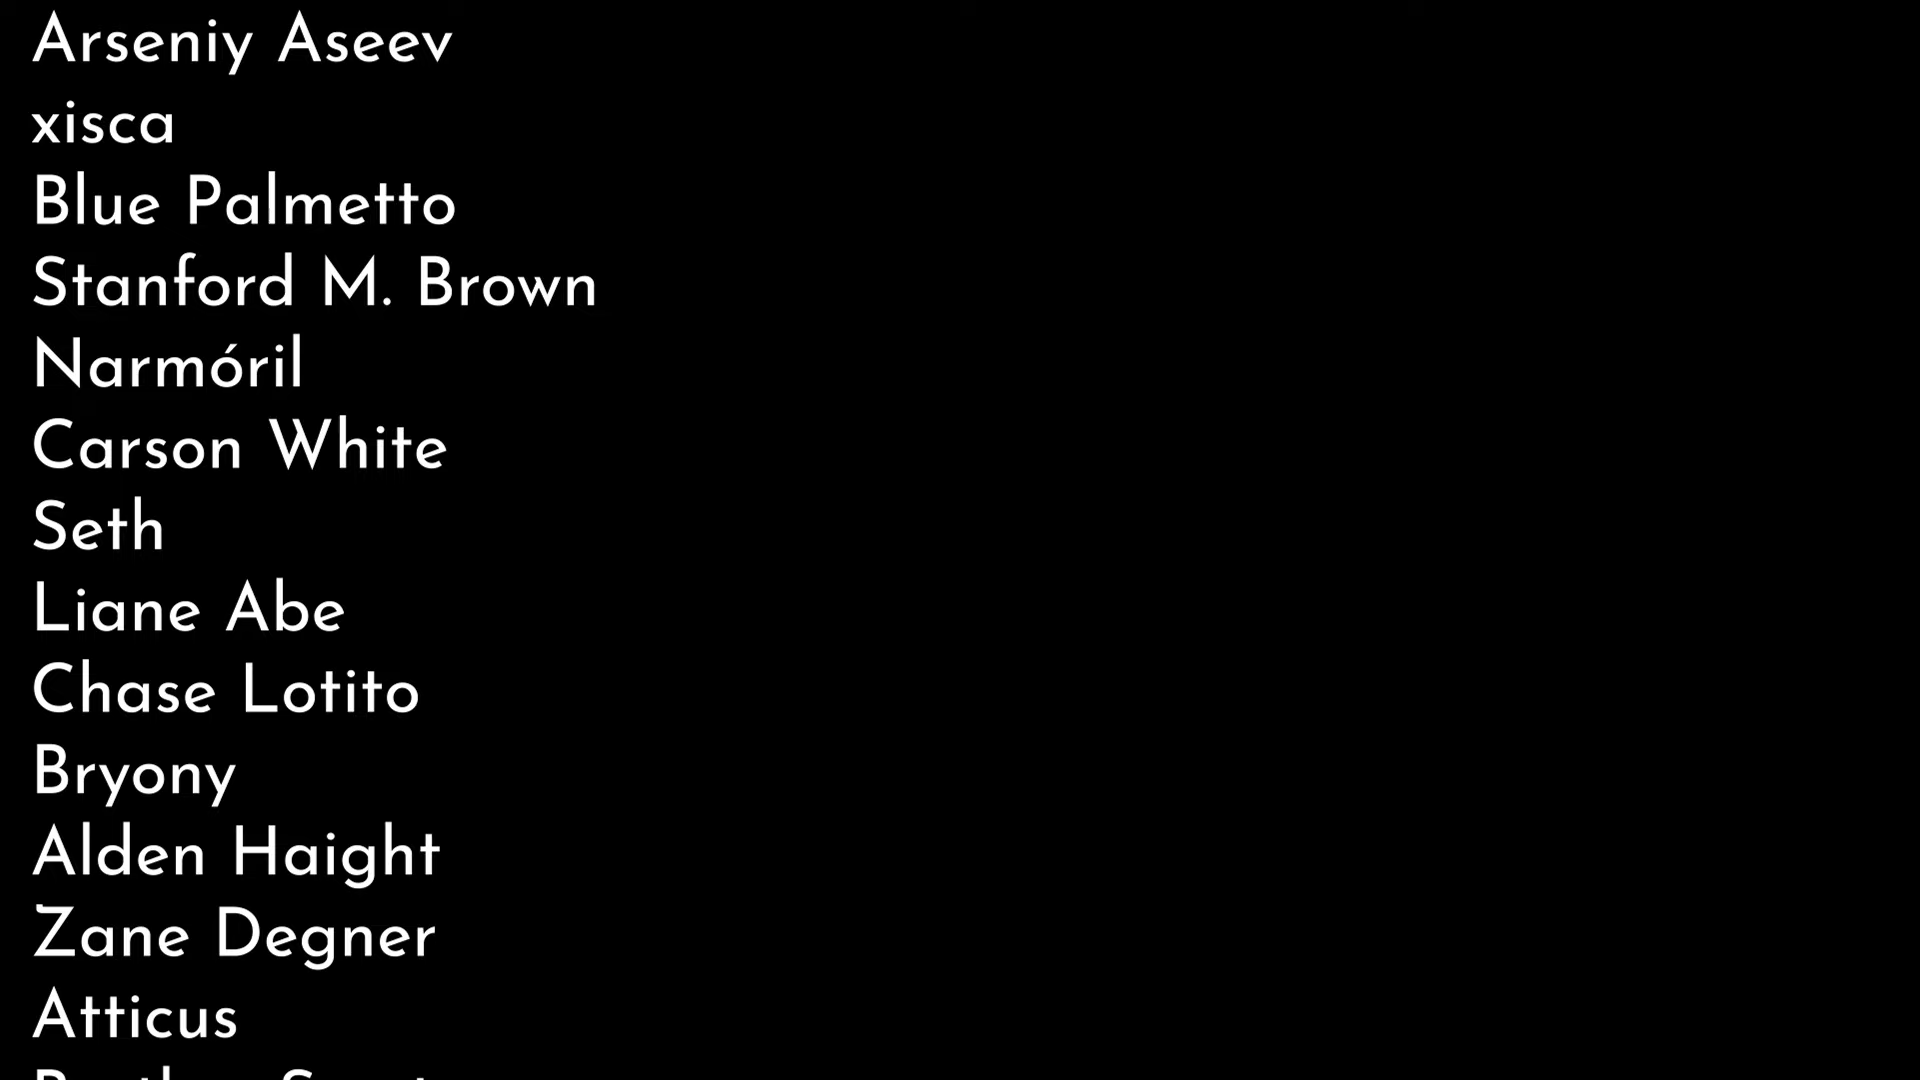 Arseniy Aseev
xisca
Blue Palmetto
Stanford M. Brown
Narmóril
Carson White
Seth
Liane Abe
Chase Lotito
Bryony
Alden Haight
Zane Degner
Atticus